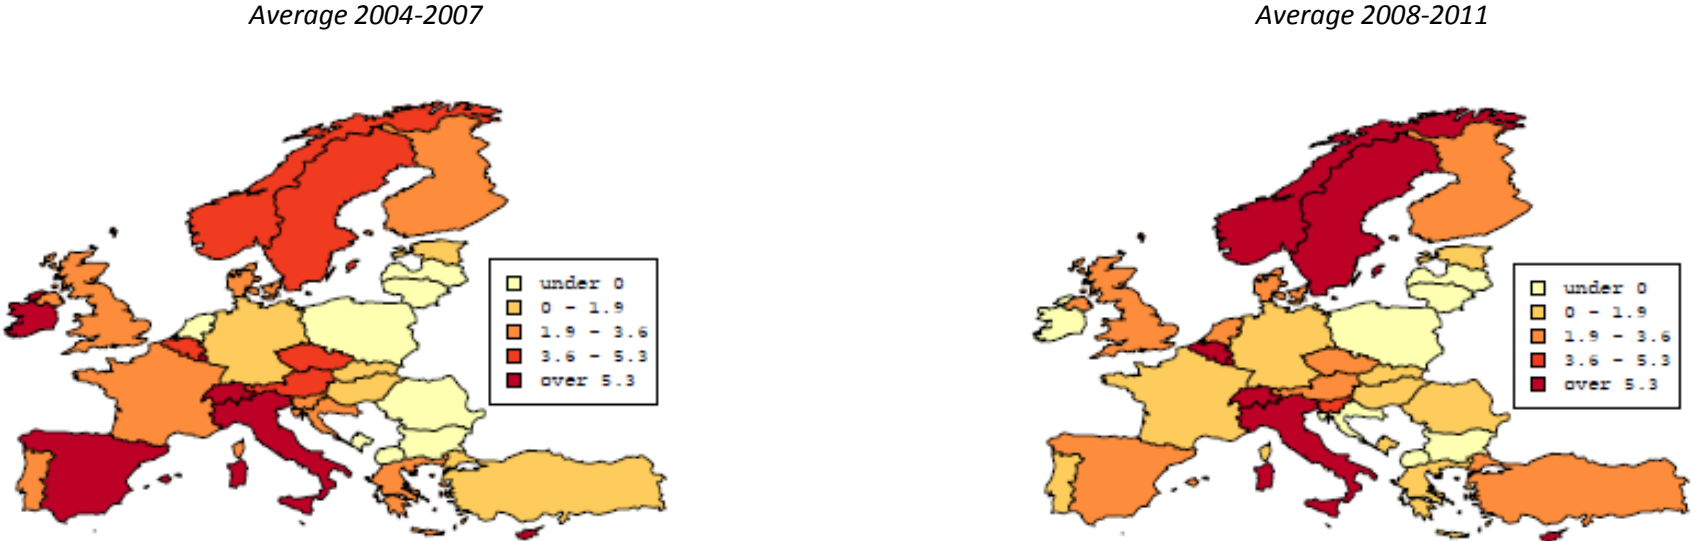 Average 2004-2007
Average 2008-2011
under 0
0 - 1.9
1.9 - 3.6
3.6 - 5.3
over 5.3
under 0
0 - 1.9
1.9 - 3.6
3.6 - 5.3
over 5.3